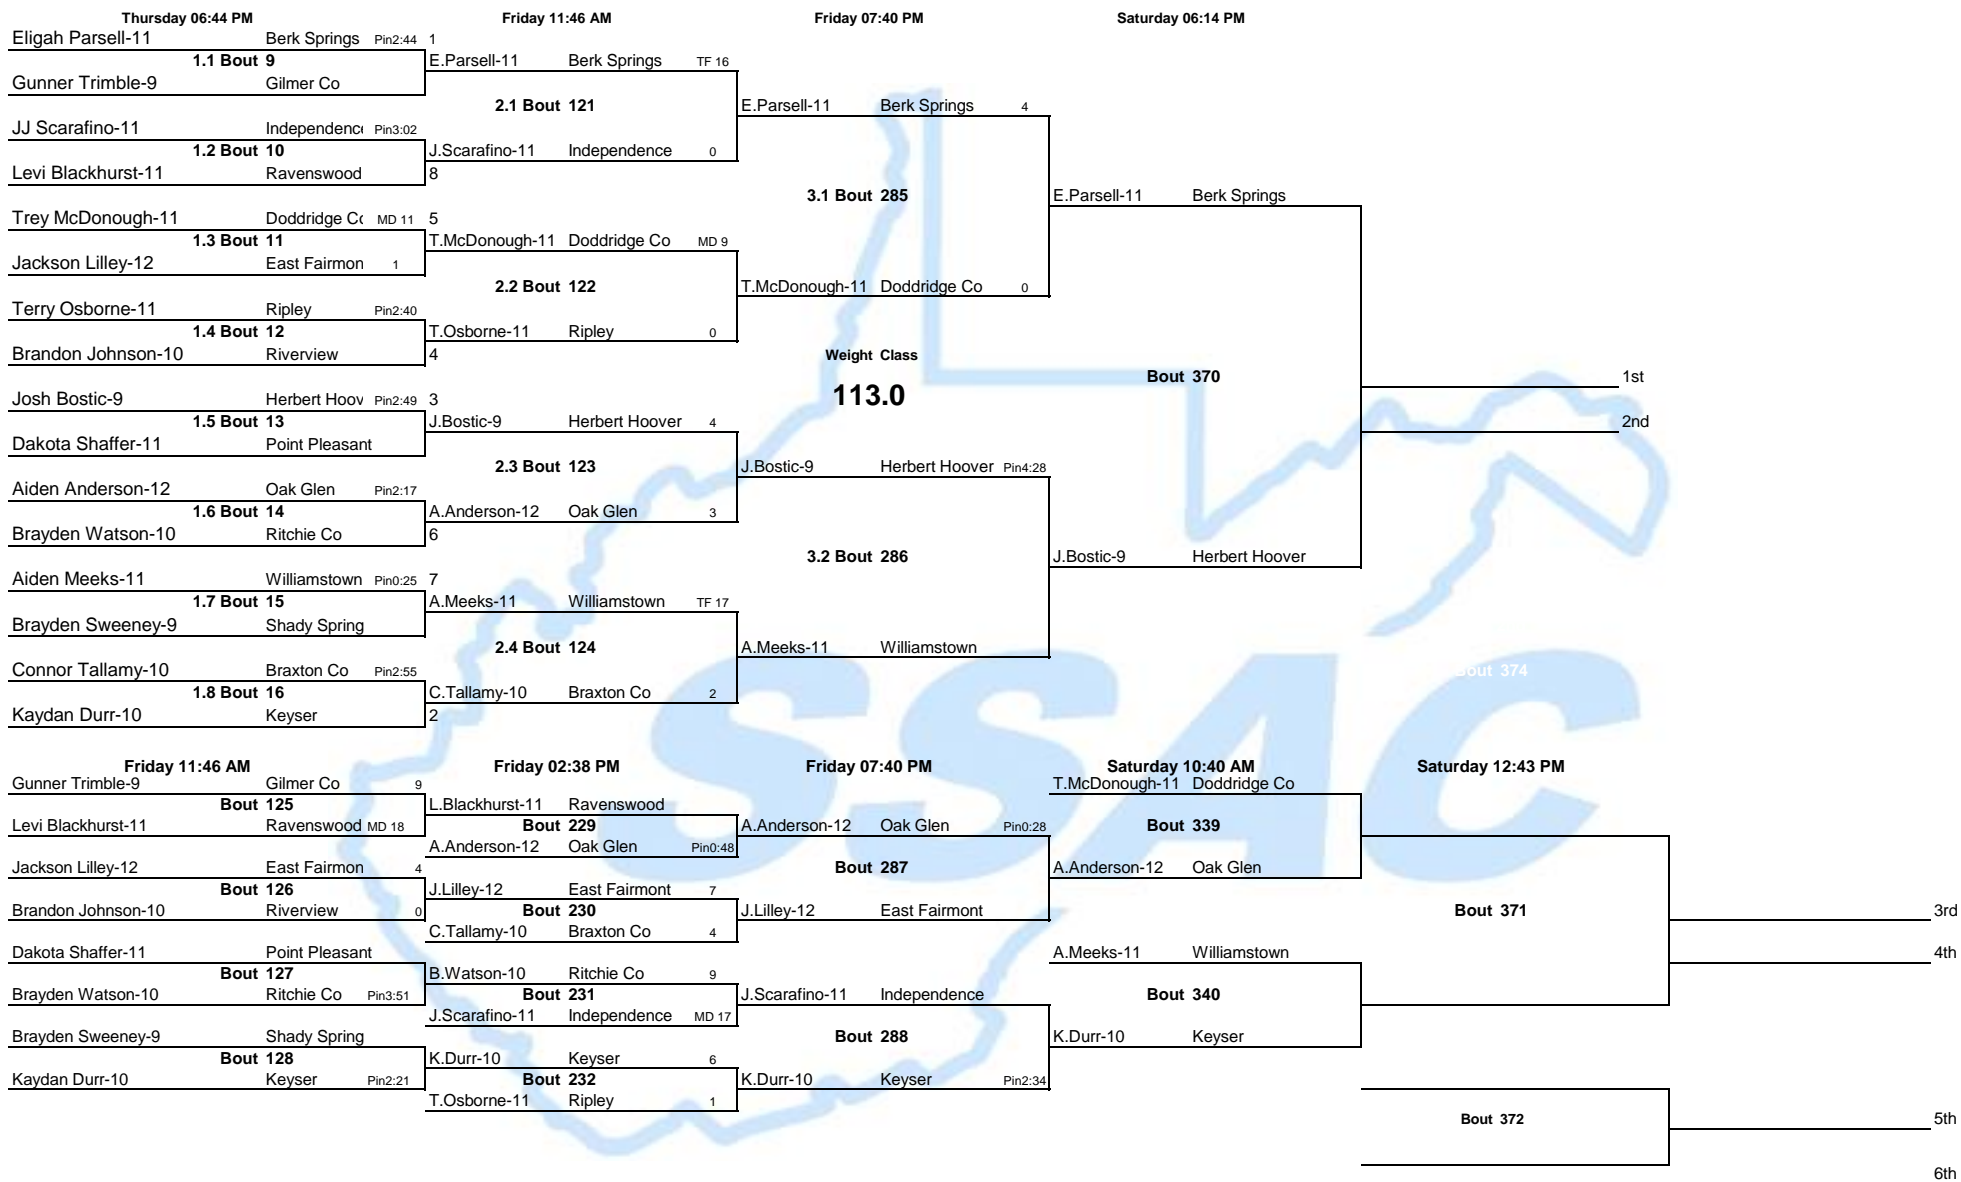 Thursday 06:44 PM Friday 11:46 AM Friday 07:40 PM Saturday 06:14 PM
Eligah Parsell-11 Berk Springs Pin2:44 1
1.1 Bout 9 E.Parsell-11 Berk Springs TF 16
Gunner Trimble-9 Gilmer Co
2.1 Bout 121 E.Parsell-11 Berk Springs 4
JJ Scarafino-11 Independence Pin3:02
1.2 Bout 10 J.Scarafino-11 Independence 0
Levi Blackhurst-11 Ravenswood 8
3.1 Bout 285 E.Parsell-11 Berk Springs
Trey McDonough-11 Doddridge Co MD 11 5
1.3 Bout 11 T.McDonough-11 Doddridge Co MD 9
Jackson Lilley-12 East Fairmon 1
2.2 Bout 122 T.McDonough-11 Doddridge Co 0
Terry Osborne-11 Ripley Pin2:40
1.4 Bout 12 T.Osborne-11 Ripley 0
Brandon Johnson-10 Riverview 4 Weight Class
Bout 370 1st
Josh Bostic-9 Herbert Hoov Pin2:49 3 113.0
1.5 Bout 13 J.Bostic-9 Herbert Hoover 4 2nd
Dakota Shaffer-11 Point Pleasant
2.3 Bout 123 J.Bostic-9 Herbert Hoover Pin4:28
Aiden Anderson-12 Oak Glen Pin2:17
1.6 Bout 14 A.Anderson-12 Oak Glen 3
Brayden Watson-10 Ritchie Co 6
3.2 Bout 286 J.Bostic-9 Herbert Hoover
Aiden Meeks-11 Williamstown Pin0:25 7
1.7 Bout 15 A.Meeks-11 Williamstown TF 17
Brayden Sweeney-9 Shady Spring
2.4 Bout 124 A.Meeks-11 Williamstown
Connor Tallamy-10 Braxton Co Pin2:55 Bout 374
1.8 Bout 16 C.Tallamy-10 Braxton Co 2
Kaydan Durr-10 Keyser 2
SSAC
Friday 11:46 AM Friday 02:38 PM Friday 07:40 PM Saturday 10:40 AM Saturday 12:43 PM
Gunner Trimble-9 Gilmer Co 9 T.McDonough-11 Doddridge Co
Bout 125 L.Blackhurst-11 Ravenswood
Levi Blackhurst-11 Ravenswood MD 18 Bout 229 A.Anderson-12 Oak Glen Pin0:28 Bout 339
A.Anderson-12 Oak Glen Pin0:48
Jackson Lilley-12 East Fairmon 4 Bout 287 A.Anderson-12 Oak Glen
Bout 126 J.Lilley-12 East Fairmont 7
Brandon Johnson-10 Riverview 0 Bout 230 J.Lilley-12 East Fairmont Bout 371 3rd
C.Tallamy-10 Braxton Co 4
Dakota Shaffer-11 Point Pleasant A.Meeks-11 Williamstown 4th
Bout 127 B.Watson-10 Ritchie Co 9
Brayden Watson-10 Ritchie Co Pin3:51 Bout 231 J.Scarafino-11 Independence Bout 340
J.Scarafino-11 Independence MD 17
Brayden Sweeney-9 Shady Spring Bout 288 K.Durr-10 Keyser
Bout 128 K.Durr-10 Keyser 6
Kaydan Durr-10 Keyser Pin2:21 Bout 232 K.Durr-10 Keyser Pin2:34
T.Osborne-11 Ripley 1
Bout 372 5th
6th